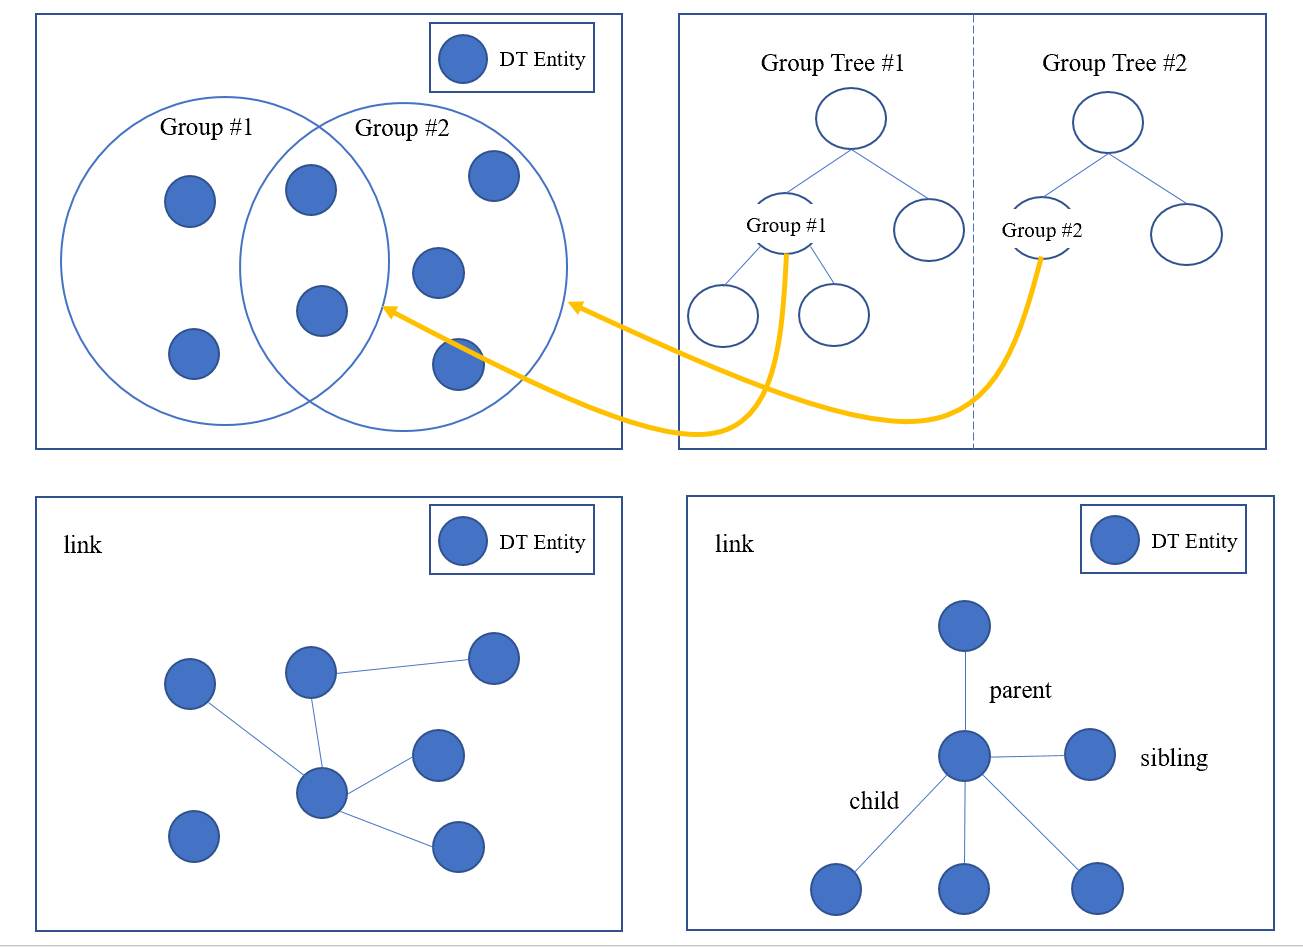 DT Entity
Group #1
Group #2
Group Tree #1
Group Tree #2
Group #1
Group #2
link
DT Entity
link
DT Entity
parent
sibling
child